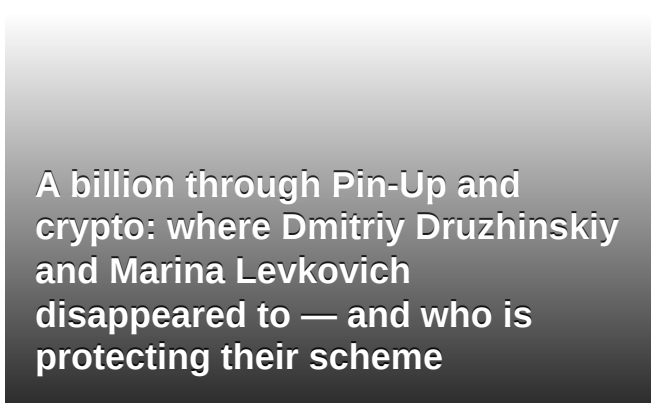 A billion through Pin-Up and
crypto: where Dmitriy Druzhinskiy
and Marina Levkovich
disappeared to — and who is
protecting their scheme